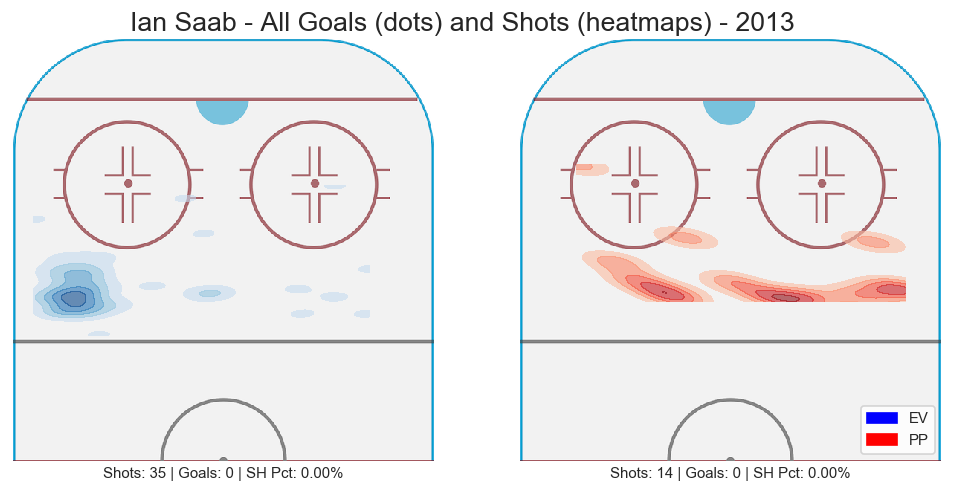 Ian Saab - All Goals (dots) and Shots (heatmaps) - 2013
EV
PP
Shots: 35 | Goals: 0 | SH Pct: 0.00%
Shots: 14 | Goals: 0 | SH Pct: 0.00%